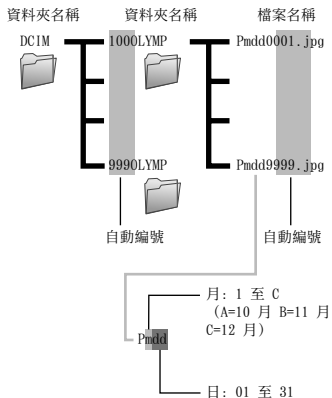 資料夾名稱 資料夾名稱 檔案名稱
DCIM 100OLYMP Pmdd0001.jpg
999OLYMP Pmdd9999.jpg
自動編號 自動編號
月: 1 至 C
(A=10 月 B=11 月
C=12 月)
Pmdd
日: 01 至 31